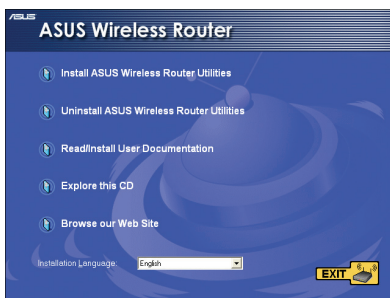 ASUS
ASUS Wireless Router
Install ASUS Wireless Router Utilities
Uninstall ASUS Wireless Router Utilities
Read/Install User Documentation
Explore this CD
Browse our Web Site
Installation Language: English
EXIT